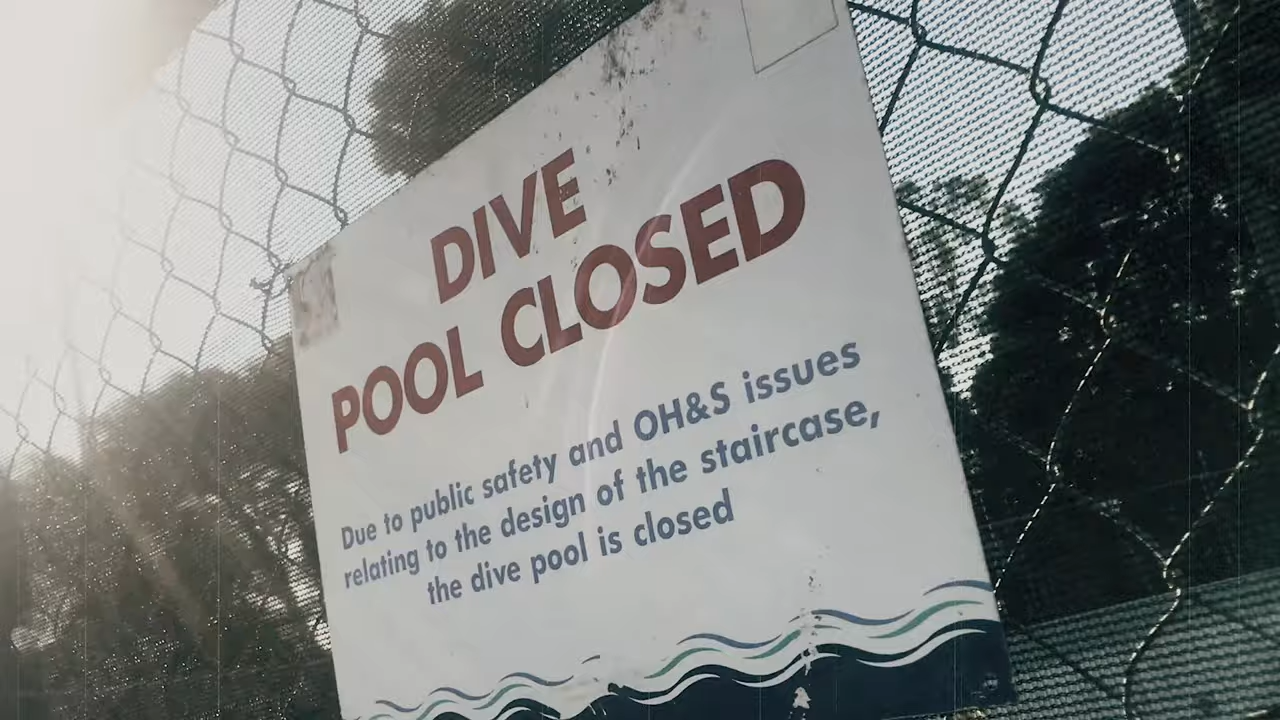 DIVE
POOL CLOSED
Due to public safety and OH&S issues
relating to the design of the staircase,
the dive pool is closed